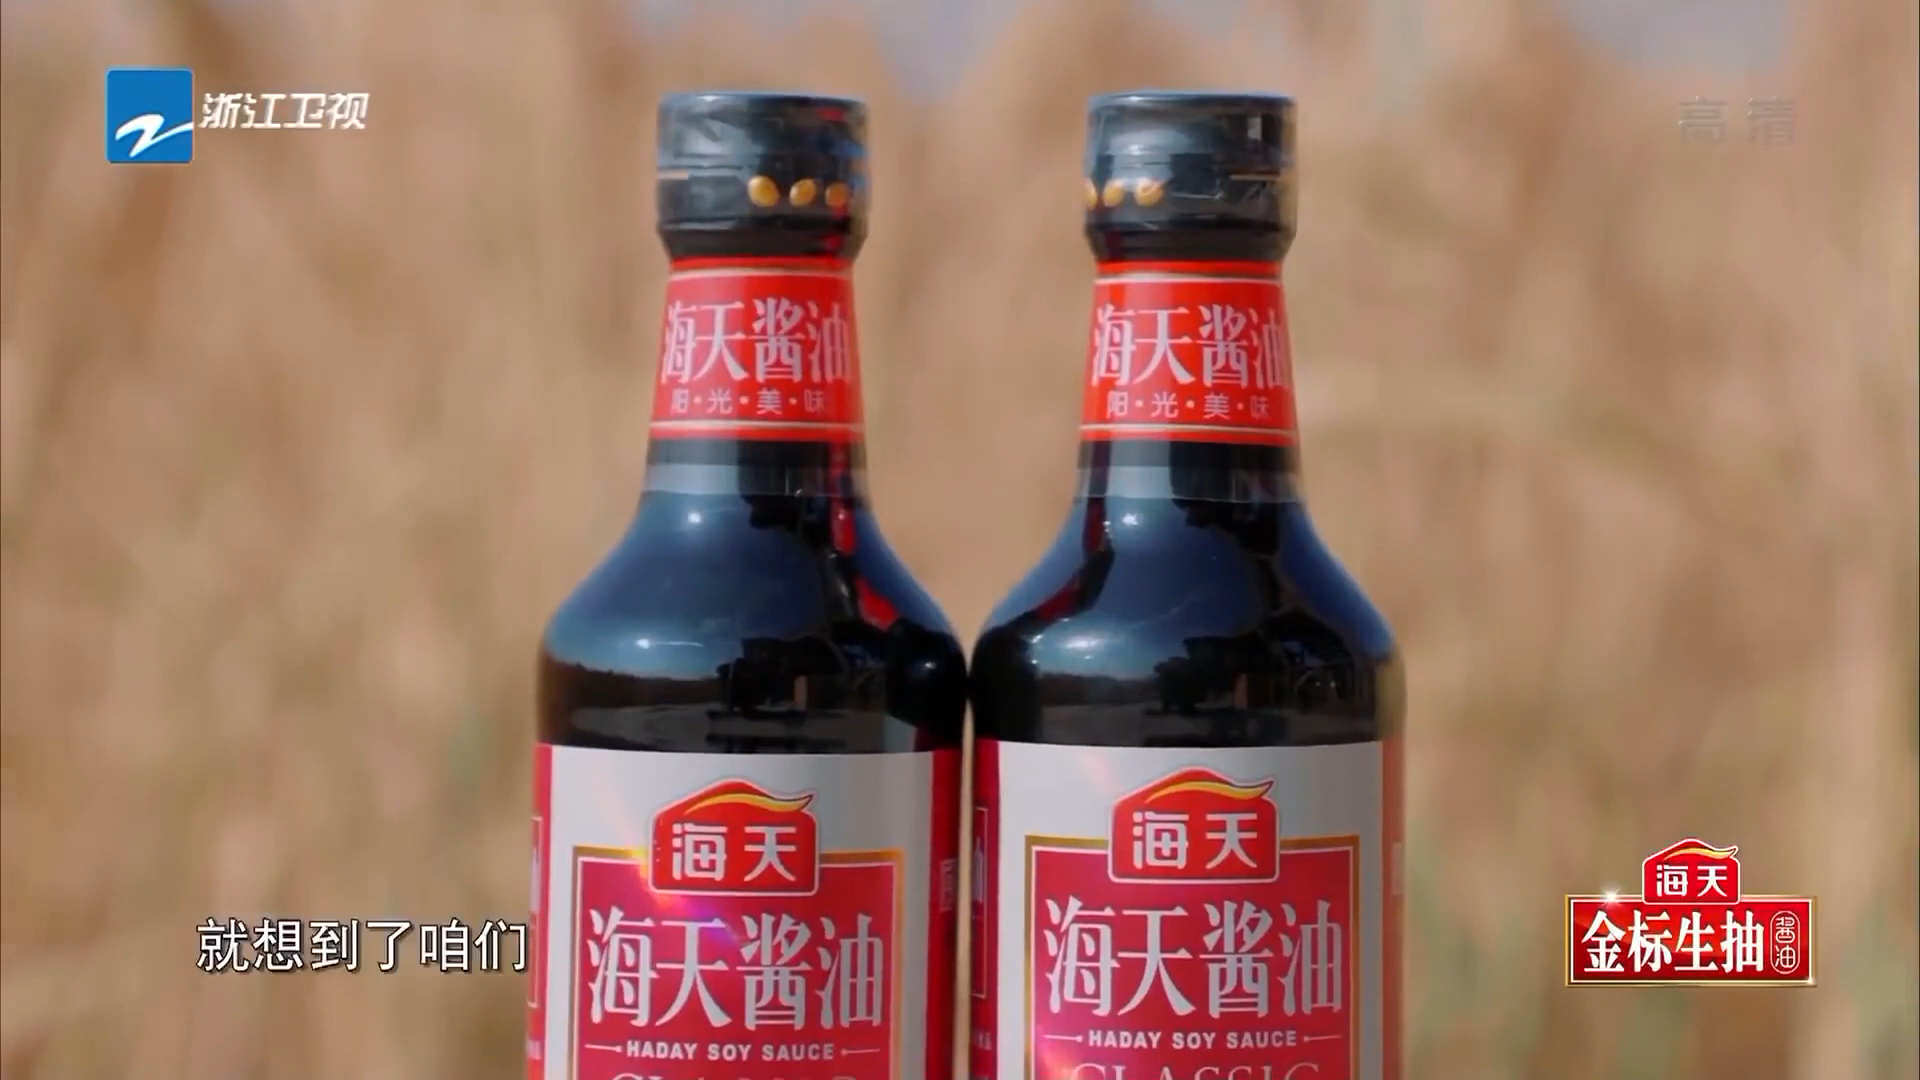 浙江卫视
高清
海天酱油
阳·光·美·味
海天酱油
阳·光·美·味
海天
海天酱油
HADAY SOY SAUCE
海天
海天酱油
HADAY SOY SAUCE
CLASSIC
就想到了咱们
海天
金标生抽
酱油